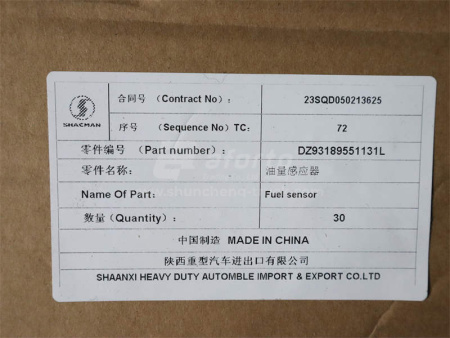 SHACMAN
合同号 (Contract No)： 23SQD050213625
序号 (Sequence No) TC: 72
零件编号 (Part number)： DZ93189551131L
零件名称: 油量感应器
Name Of Part: Fuel sensor
数量 (Quantity)： 30
中国制造 MADE IN CHINA
陕西重型汽车进出口有限公司
SHAANXI HEAVY DUTY AUTOMBLE IMPORT & EXPORT CO.LTD